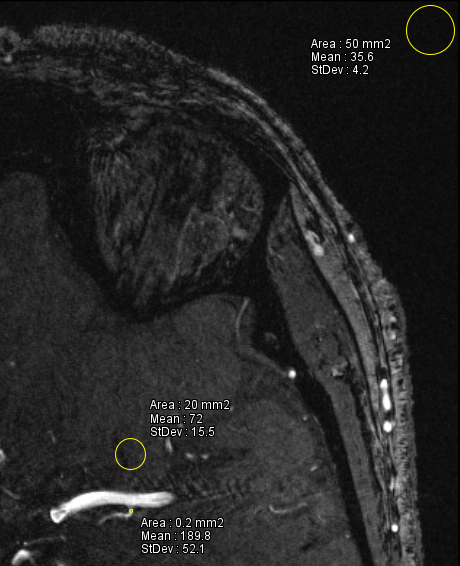 Area : 50 mm2
Mean : 35.6
StDev : 4.2
Area : 20 mm2
Mean : 72
StDev : 15.5
Area : 0.2 mm2
Mean : 189.8
StDev : 52.1